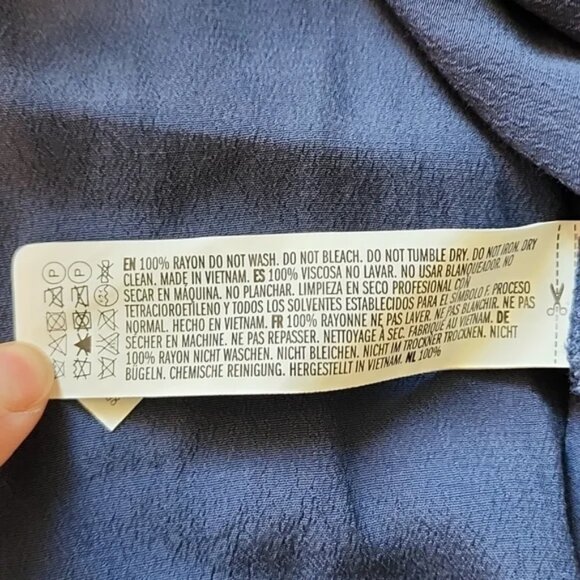 EN 100% RAYON DO NOT WASH. DO NOT BLEACH. DO NOT TUMBLE DRY. DO NOT IRON. DRY
CLEAN. MADE IN VIETNAM. ES 100% VISCOSA NO LAVAR. NO USAR BLANQUEADOR. NO
SECAR EN MÁQUINA. NO PLANCHAR. LIMPIEZA EN SECO PROFESIONAL CON
TETRACIOROETILENO Y TODOS LOS SOLVENTES ESTABLECIDOS PARA EL SÍMBOLO F. PROCESO
NORMAL. HECHO EN VIETNAM. FR 100% RAYONNE NE PAS LAVER. NE PAS BLANCHIR. NE PAS
SÉCHER EN MACHINE. NE PAS REPASSER. NETTOYAGE À SEC. FABRIQUÉ AU VIETNAM. DE
100% RAYON NICHT WASCHEN. NICHT BLEICHEN. NICHT IM TROCKNER TROCKNEN. NICHT
BÜGELN. CHEMISCHE REINIGUNG. HERGESTELLT IN VIETNAM. NL 100%